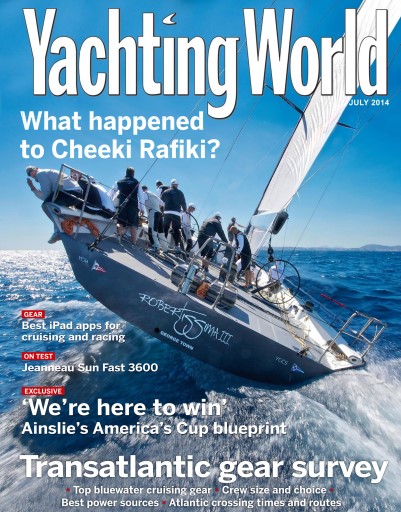 Yachting World
JULY 2014
What happened
to Cheeki Rafiki?
ROBERTISSIMA III
GEORGE TOWN
GEAR
Best iPad apps for
cruising and racing
ON TEST
Jeanneau Sun Fast 3600
EXCLUSIVE
‘We’re here to win’
Ainslie’s America’s Cup blueprint
Transatlantic gear survey
• Top bluewater cruising gear • Crew size and choice •
Best power sources • Atlantic crossing times and routes